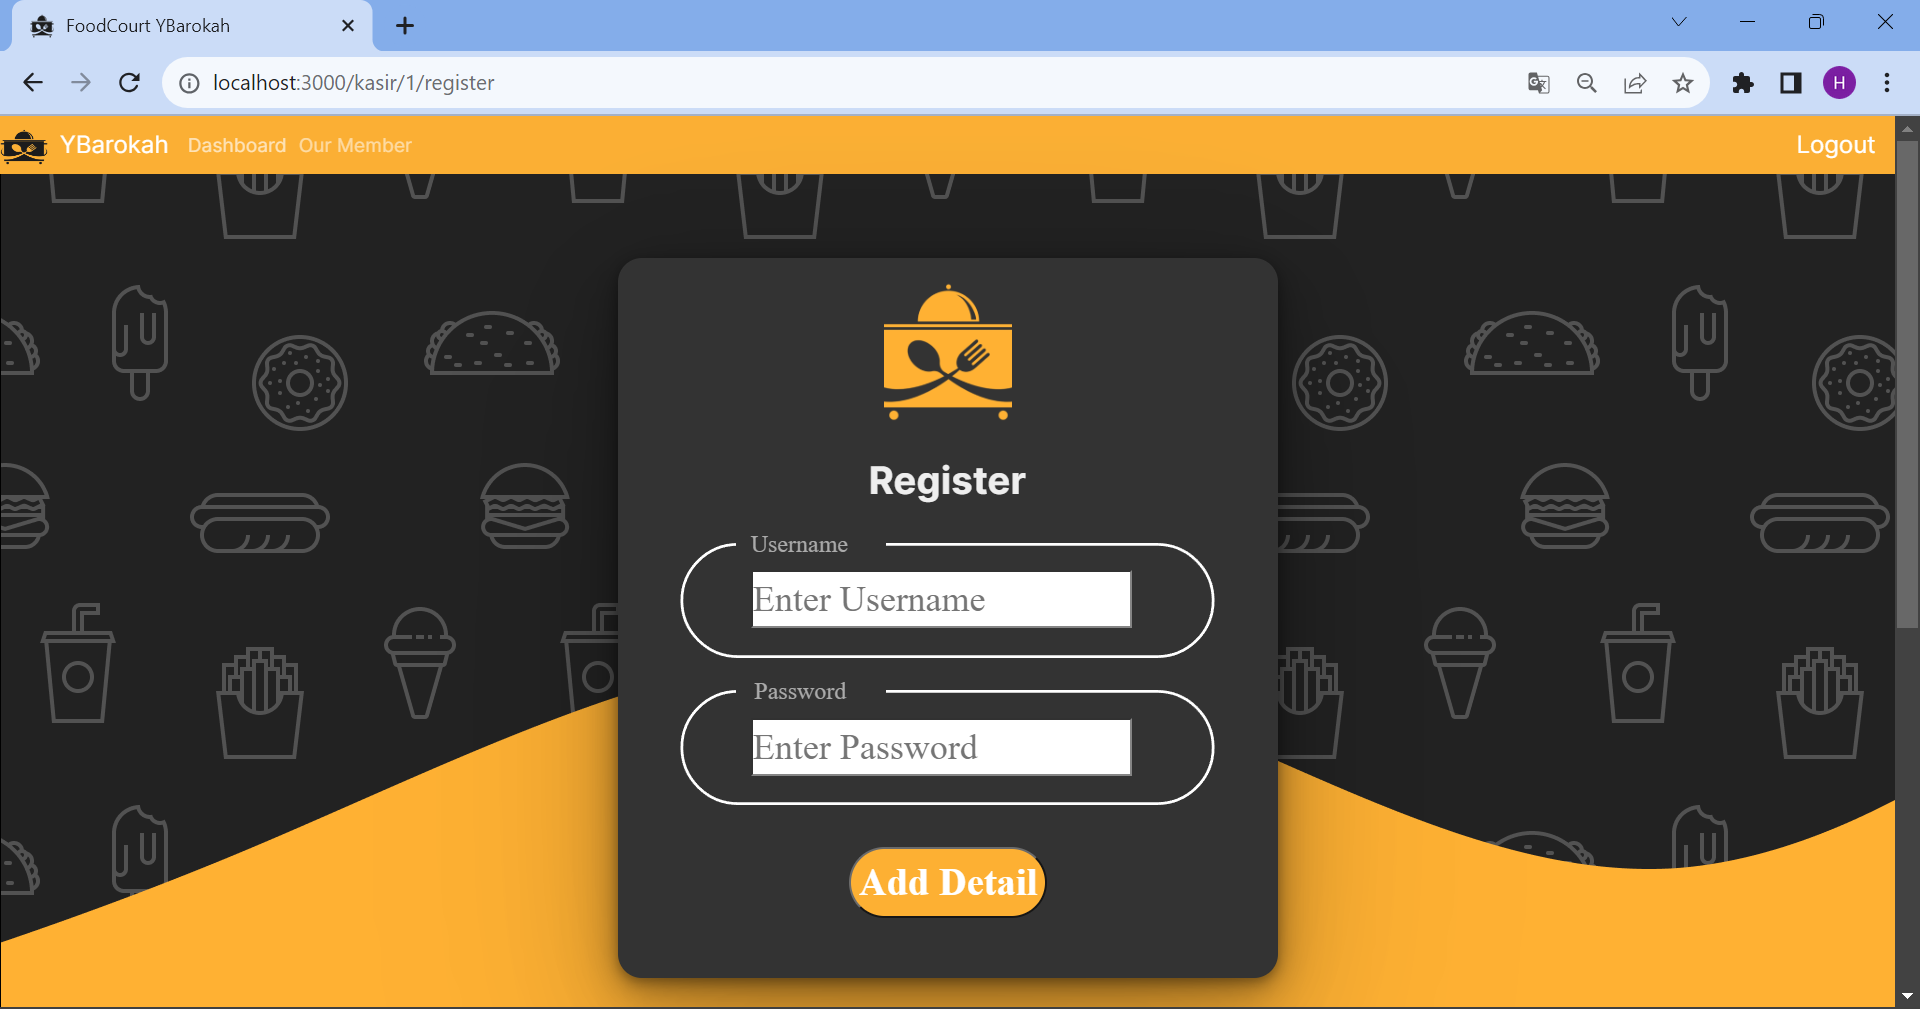 FoodCourt YBarokah
localhost:3000/kasir/1/register
H
YBarokah Dashboard Our Member Logout
Register
Username
Enter Username
Password
Enter Password
Add Detail